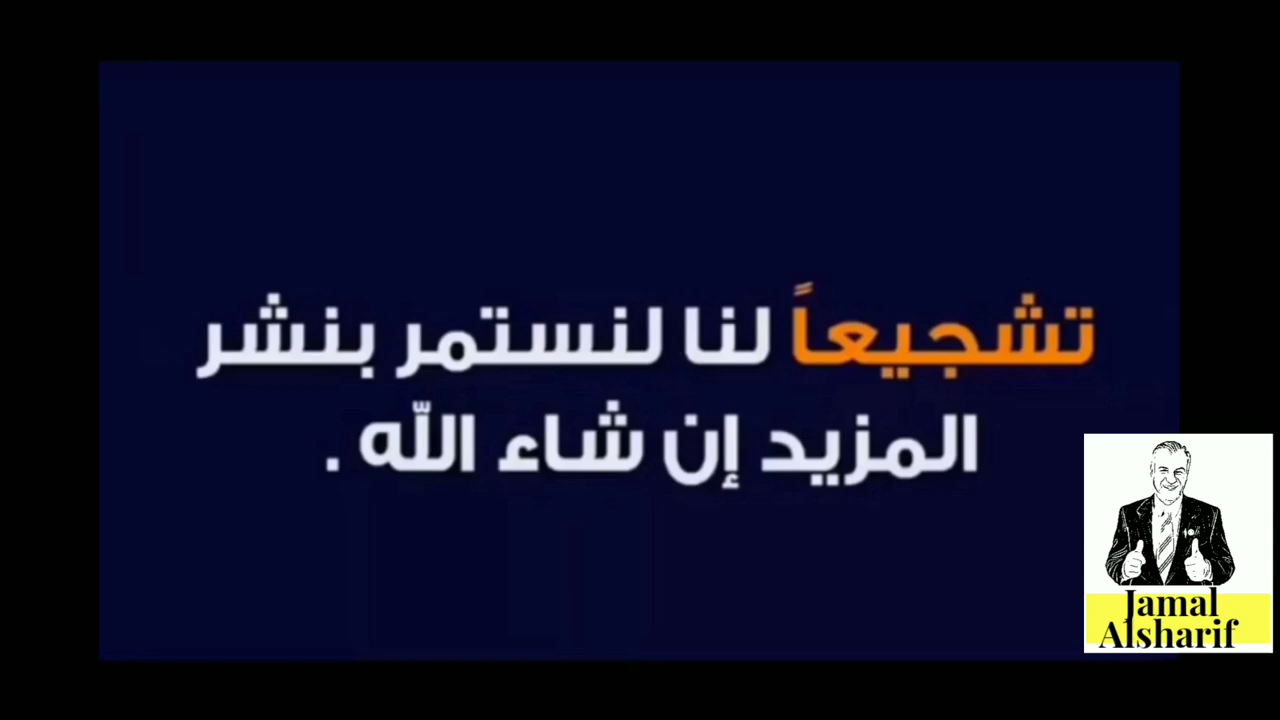 تشجيعاً لنا لنستمر بنشر
المزيد إن شاء الله .
Jamal
Alsharif